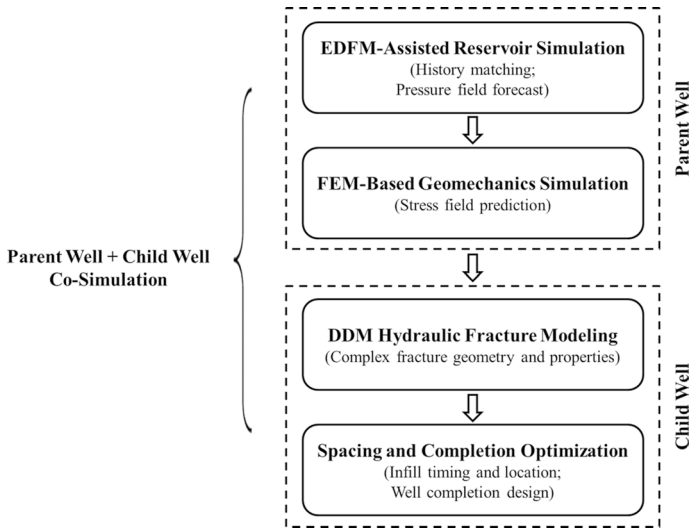 EDFM-Assisted Reservoir Simulation
(History matching;
Pressure field forecast)
FEM-Based Geomechanics Simulation
(Stress field prediction)
Parent Well
Parent Well + Child Well
Co-Simulation
DDM Hydraulic Fracture Modeling
(Complex fracture geometry and properties)
Spacing and Completion Optimization
(Infill timing and location;
Well completion design)
Child Well